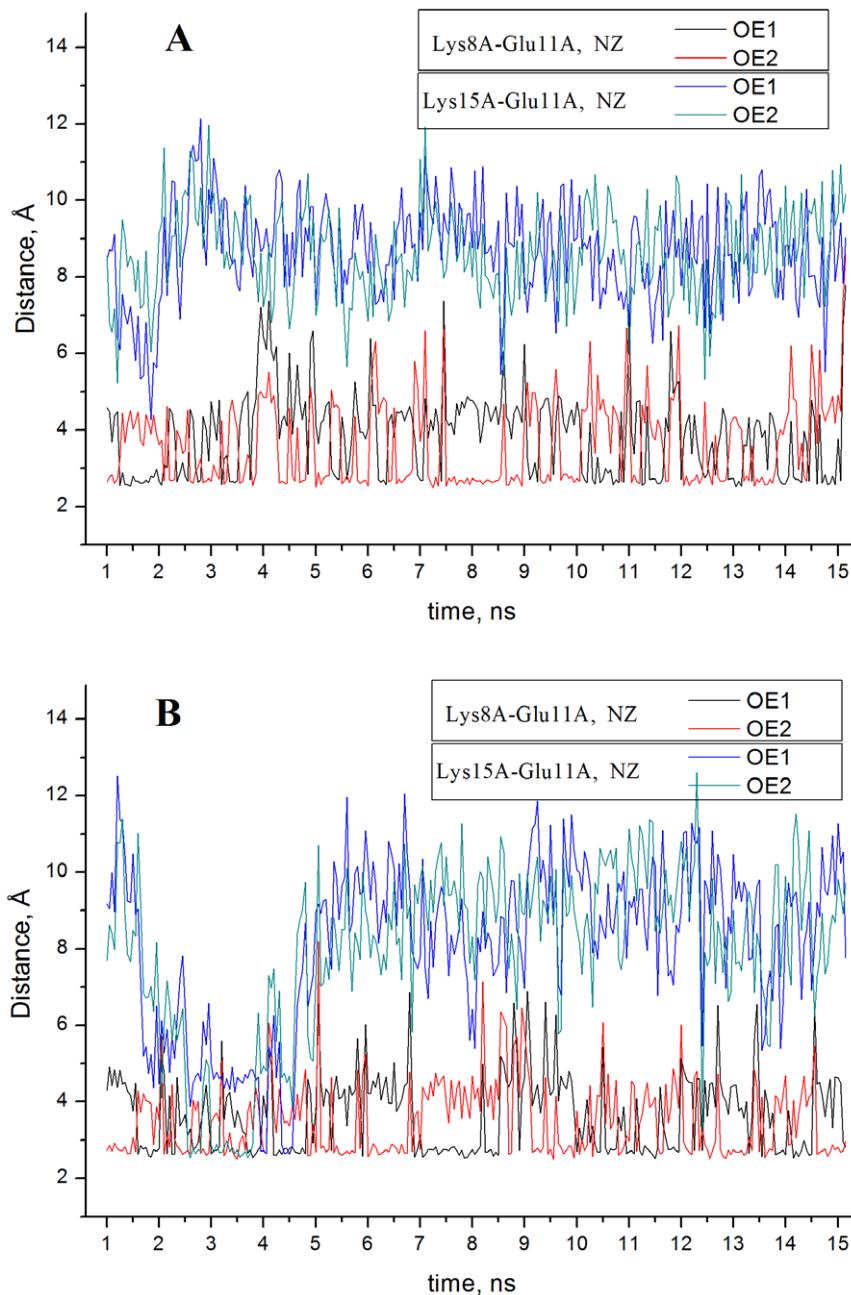 A
Lys8A-Glu11A, NZ
OE1
OE2
Lys15A-Glu11A, NZ
OE1
OE2
Distance, Å
14
12
10
8
6
4
2
1 2 3 4 5 6 7 8 9 10 11 12 13 14 15
time, ns
B
Lys8A-Glu11A, NZ
OE1
OE2
Lys15A-Glu11A, NZ
OE1
OE2
Distance, Å
14
12
10
8
6
4
2
1 2 3 4 5 6 7 8 9 10 11 12 13 14 15
time, ns